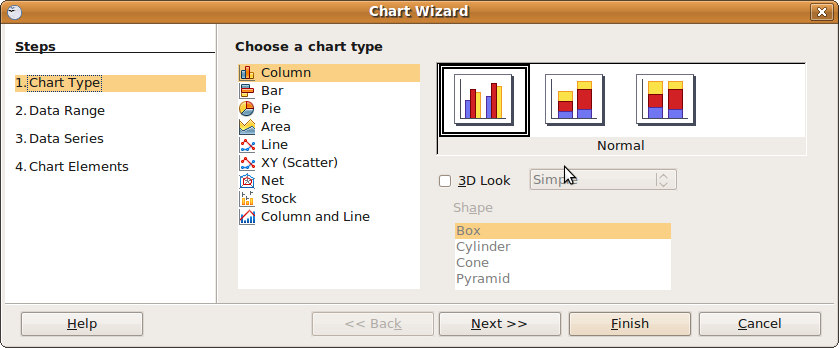 Chart Wizard
Steps
1. Chart Type
2. Data Range
3. Data Series
4. Chart Elements
Choose a chart type
Column
Bar
Pie
Area
Line
XY (Scatter)
Net
Stock
Column and Line
Normal
3D Look
Simple
Shape
Box
Cylinder
Cone
Pyramid
Help
<< Back
Next >>
Finish
Cancel